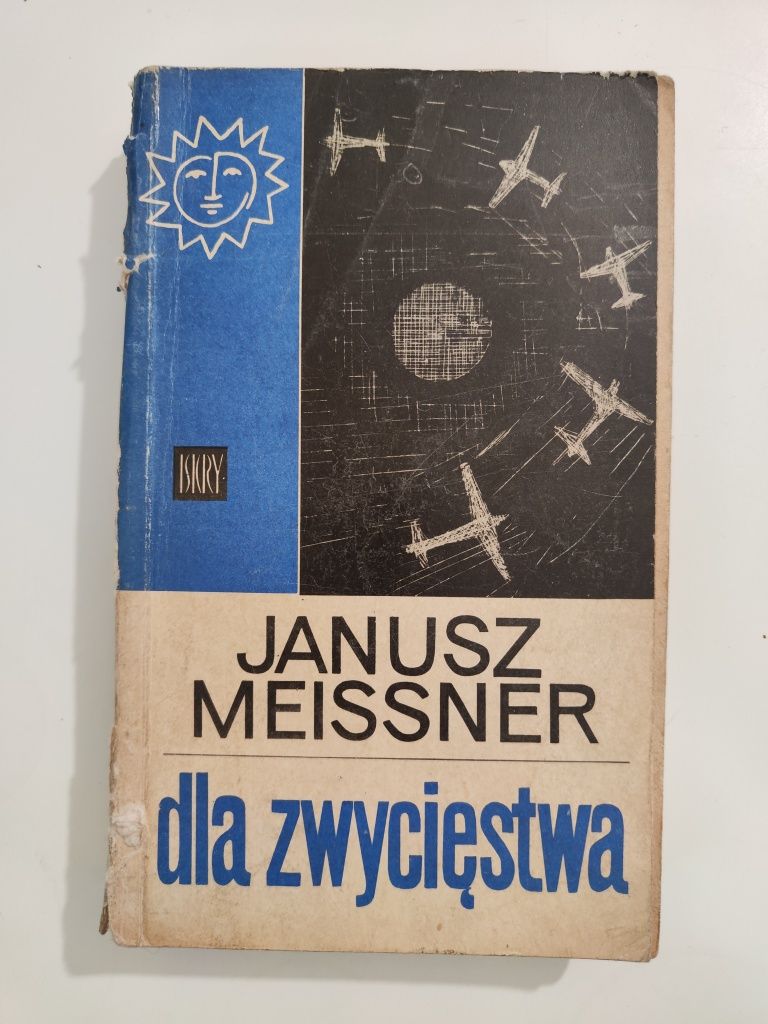 ISKRY
JANUSZ
MEISSNER
dla zwycięstwa